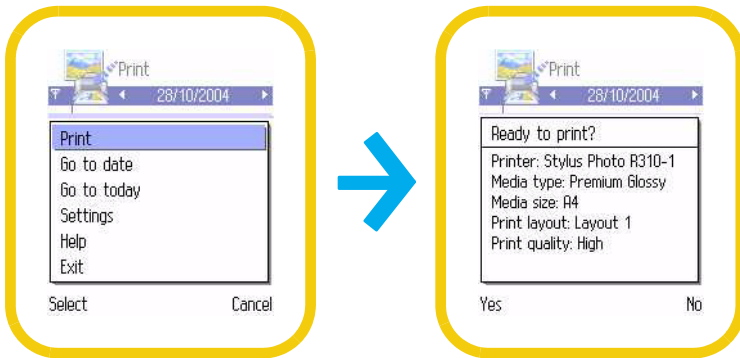 Print
28/10/2004
Print
Go to date
Go to today
Settings
Help
Exit
Select Cancel
Print
28/10/2004
Ready to print?
Printer: Stylus Photo R310-1
Media type: Premium Glossy
Media size: A4
Print layout: Layout 1
Print quality: High
Yes No